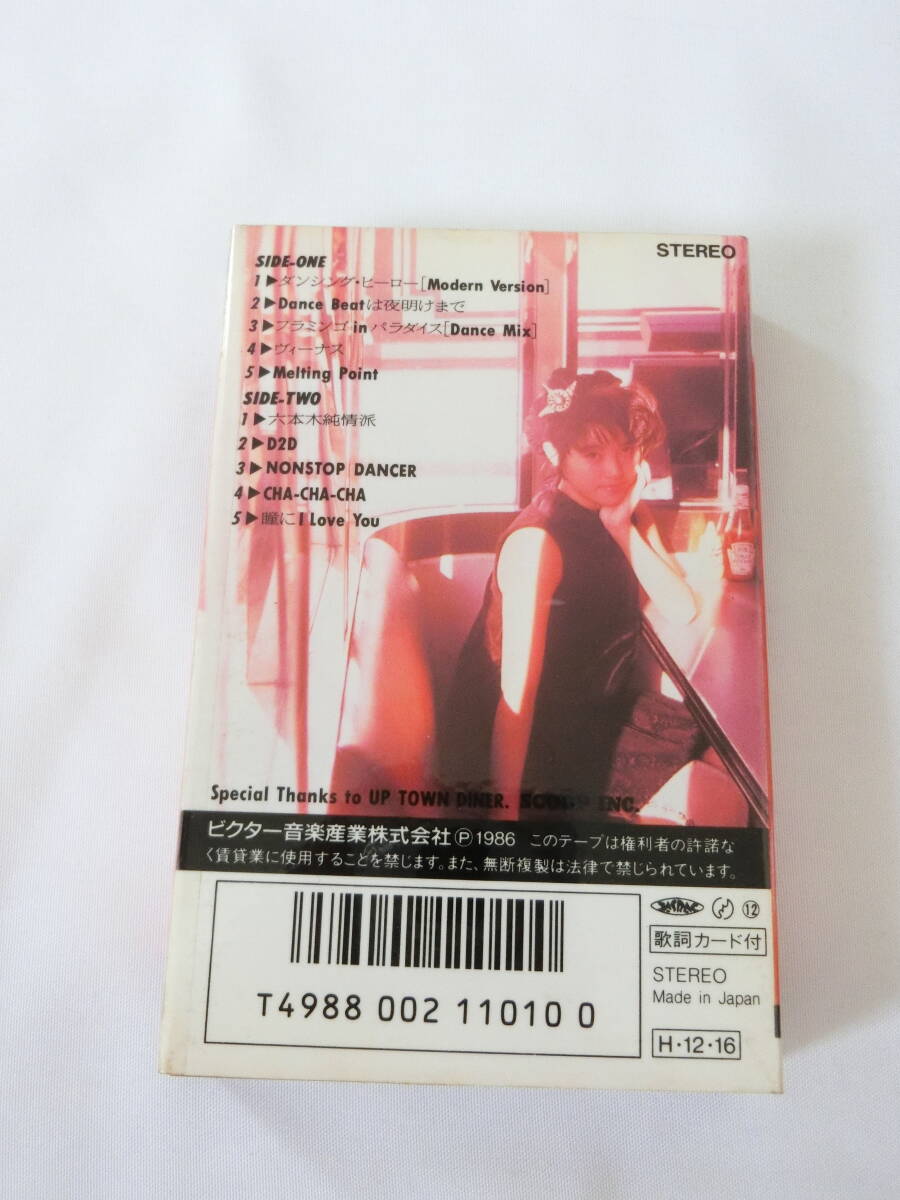 STEREO
SIDE-ONE
1▶ダンシング・ヒーロー[Modern Version]
2▶Dance Beatは夜明けまで
3▶フラミンゴ in パラダイス[Dance Mix]
4▶ヴィーナス
5▶Melting Point
SIDE-TWO
1▶六本木純情派
2▶D2D
3▶NONSTOP DANCER
4▶CHA-CHA-CHA
5▶瞳に I Love You
Special Thanks to UP TOWN DINER. INC.
ビクター音楽産業株式会社Ⓟ1986 このテープは権利者の許諾な
く賃貸業に使用することを禁じます。また、無断複製は法律で禁じられています。
JASRAC ⑫
歌詞カード付
STEREO
Made in Japan
H・12・16
T4988 002 11010 0